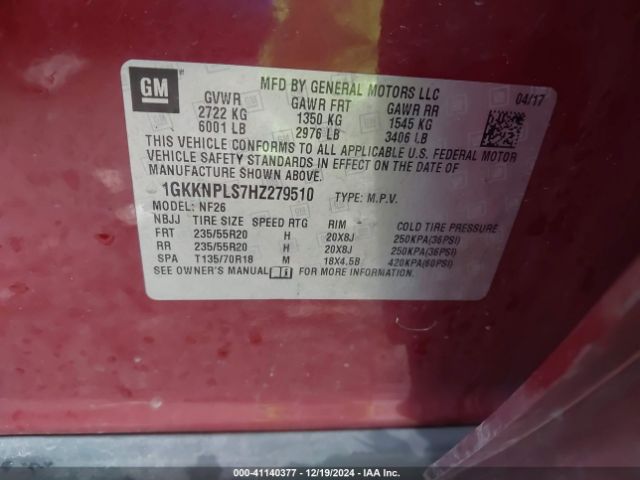 GM
MFD BY GENERAL MOTORS LLC
04/17
GVWR GAWR FRT GAWR RR
2722 KG 1350 KG 1545 KG
6001 LB 2976 LB 3406 LB
THIS VEHICLE CONFORMS TO ALL APPLICABLE U.S. FEDERAL MOTOR
VEHICLE SAFETY STANDARDS IN EFFECT ON THE DATE OF
MANUFACTURE SHOWN ABOVE.
1GKKNPLS7HZ279510 TYPE: M.P.V.
MODEL: NF26
NBJJ TIRE SIZE SPEED RTG RIM COLD TIRE PRESSURE
FRT 235/55R20 H 20X8J 250KPA(36PSI)
RR 235/55R20 H 20X8J 250KPA(36PSI)
SPA T135/70R18 M 18X4.5B 420KPA(60PSI)
SEE OWNER'S MANUAL FOR MORE INFORMATION.
000-41140377 - 12/19/2024 - IAA Inc.